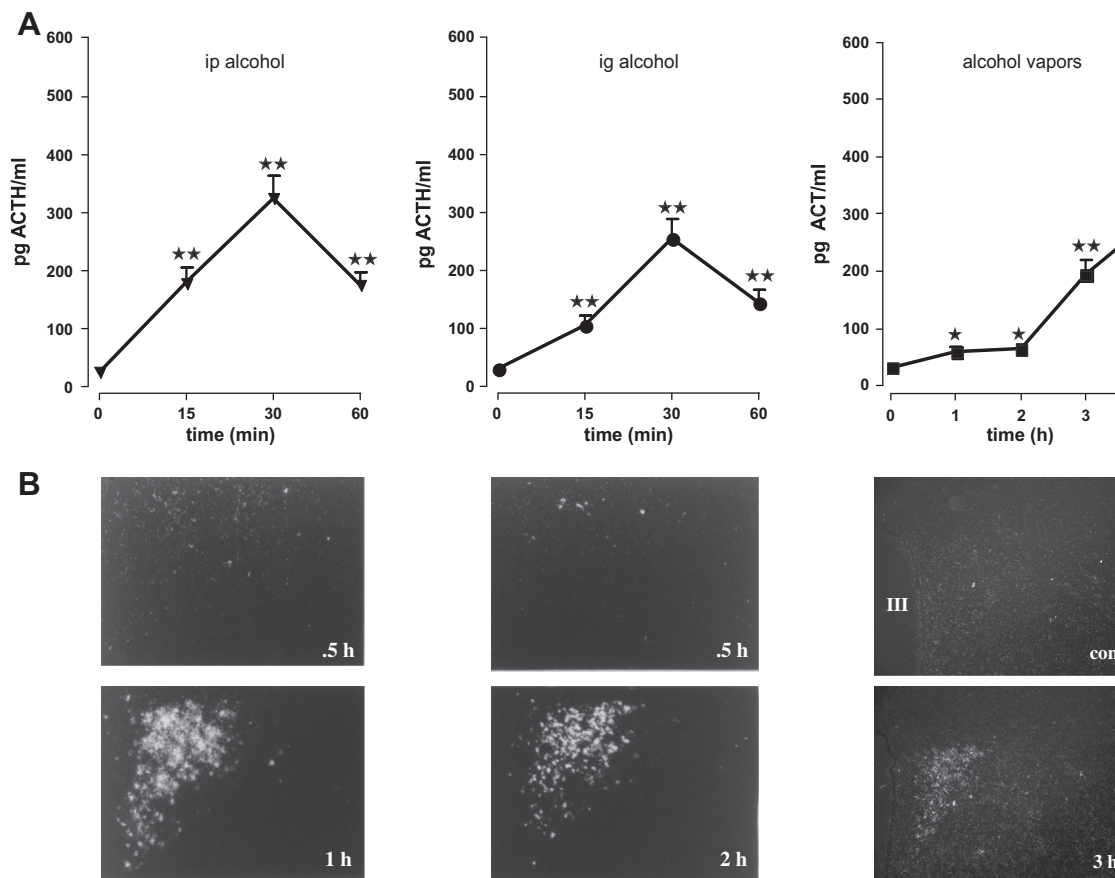 A
ip alcohol
600
500
400
300
200
100
0
pg ACTH/ml
★★
★★
★★
0 15 30 60
time (min)
ig alcohol
600
500
400
300
200
100
0
pg ACTH/ml
★★
★★
★★
0 15 30 60
time (min)
alcohol vapors
600
500
400
300
200
100
0
pg ACT/ml
★
★
★★
0 1 2 3
time (h)
B
.5 h
.5 h
III
con
1 h
2 h
3 h